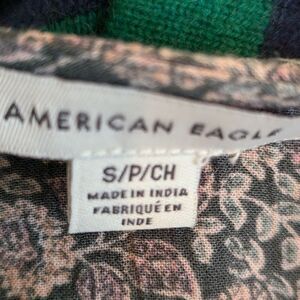 AMERICAN EAGLE
S/P/CH
MADE IN INDIA
FABRIQUÉ EN
INDE